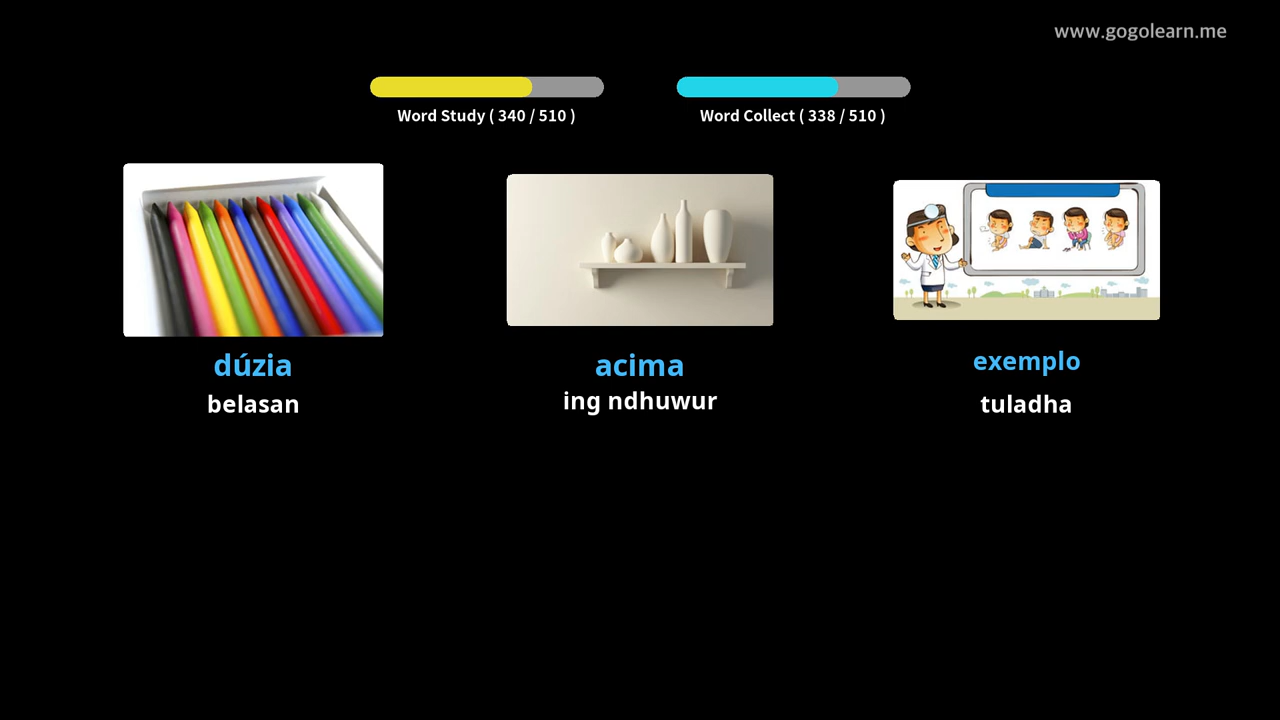 www.gogolearn.me
Word Study ( 340 / 510 )
Word Collect ( 338 / 510 )
dúzia
belasan
acima
ing ndhuwur
exemplo
tuladha